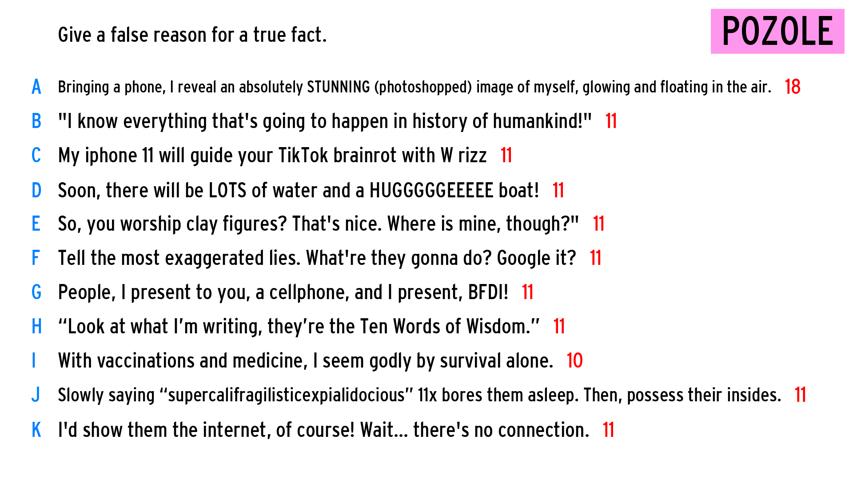 Give a false reason for a true fact.
POZOLE
A Bringing a phone, I reveal an absolutely STUNNING (photoshopped) image of myself, glowing and floating in the air. 18
B "I know everything that's going to happen in history of humankind!" 11
C My iphone 11 will guide your TikTok brainrot with W rizz 11
D Soon, there will be LOTS of water and a HUGGGGGEEEEE boat! 11
E So, you worship clay figures? That's nice. Where is mine, though?" 11
F Tell the most exaggerated lies. What're they gonna do? Google it? 11
G People, I present to you, a cellphone, and I present, BFDI! 11
H “Look at what I’m writing, they’re the Ten Words of Wisdom.” 11
I With vaccinations and medicine, I seem godly by survival alone. 10
J Slowly saying “supercalifragilisticexpialidocious” 11x bores them asleep. Then, possess their insides. 11
K I'd show them the internet, of course! Wait... there's no connection. 11